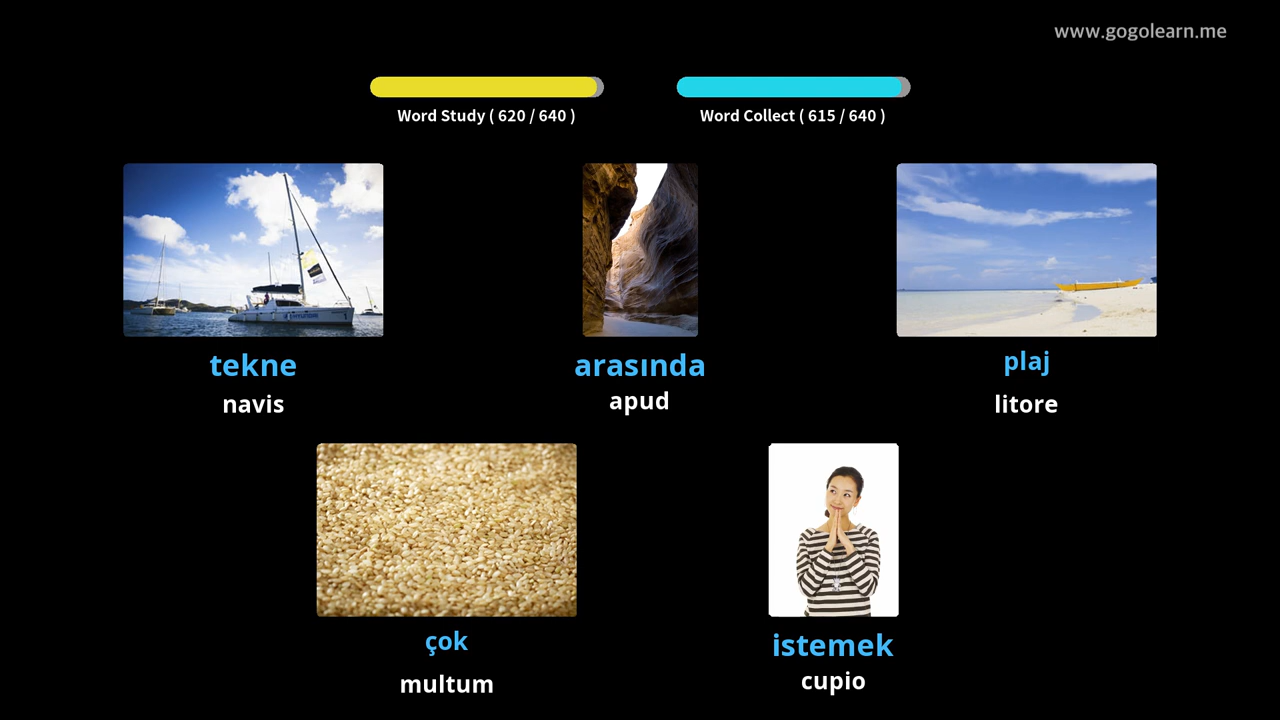 www.gogolearn.me
Word Study ( 620 / 640 )
Word Collect ( 615 / 640 )
tekne
navis
arasında
apud
plaj
litore
çok
multum
istemek
cupio